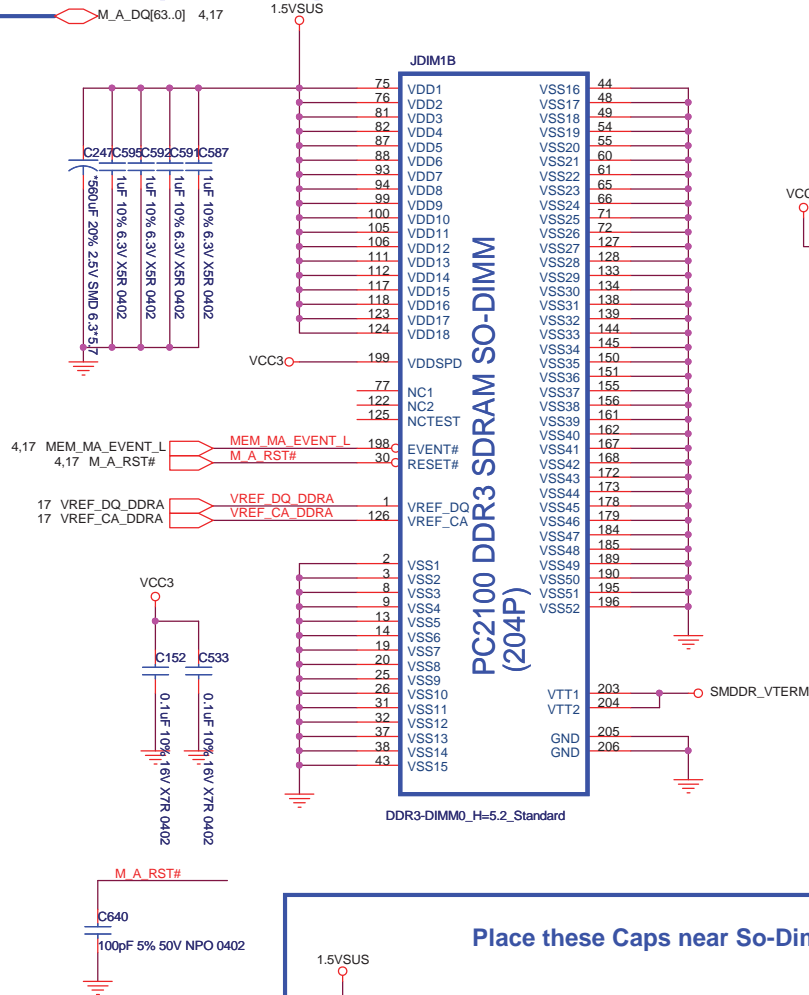 M_A_DQ[63..0] 4,17
1.5VSUS
JDIM1B
75 VDD1
76 VDD2
81 VDD3
82 VDD4
87 VDD5
88 VDD6
93 VDD7
94 VDD8
99 VDD9
100 VDD10
105 VDD11
106 VDD12
111 VDD13
112 VDD14
117 VDD15
118 VDD16
123 VDD17
124 VDD18
VCC3 199 VDDSPD
77 NC1
122 NC2
125 NCTEST
4,17 MEM_MA_EVENT_L MEM_MA_EVENT_L 198 EVENT#
4,17 M_A_RST# M_A_RST# 30 RESET#
17 VREF_DQ_DDRA VREF_DQ_DDRA 1 VREF_DQ
17 VREF_CA_DDRA VREF_CA_DDRA 126 VREF_CA
2 VSS1
3 VSS2
8 VSS3
9 VSS4
13 VSS5
14 VSS6
19 VSS7
20 VSS8
25 VSS9
26 VSS10
31 VSS11
32 VSS12
37 VSS13
38 VSS14
43 VSS15
PC2100 DDR3 SDRAM SO-DIMM
(204P)
VSS16 44
VSS17 48
VSS18 49
VSS19 54
VSS20 55
VSS21 60
VSS22 61
VSS23 65
VSS24 66
VSS25 71
VSS26 72
VSS27 127
VSS28 128
VSS29 133
VSS30 134
VSS31 138
VSS32 139
VSS33 144
VSS34 145
VSS35 150
VSS36 151
VSS37 155
VSS38 156
VSS39 161
VSS40 162
VSS41 167
VSS42 168
VSS43 172
VSS44 173
VSS45 178
VSS46 179
VSS47 184
VSS48 185
VSS49 189
VSS50 190
VSS51 195
VSS52 196
VTT1 203 SMDDR_VTERM
VTT2 204
GND 205
GND 206
DDR3-DIMM0_H=5.2_Standard
C247 C595 C592 C591 C587
*560uF 20% 2.5V SMD 6.3*5.7
1uF 10% 6.3V X5R 0402
1uF 10% 6.3V X5R 0402
1uF 10% 6.3V X5R 0402
1uF 10% 6.3V X5R 0402
VCC3
C152 C533
0.1uF 10% 16V X7R 0402
0.1uF 10% 16V X7R 0402
M_A_RST#
C640
100pF 5% 50V NPO 0402
Place these Caps near So-Dim
1.5VSUS